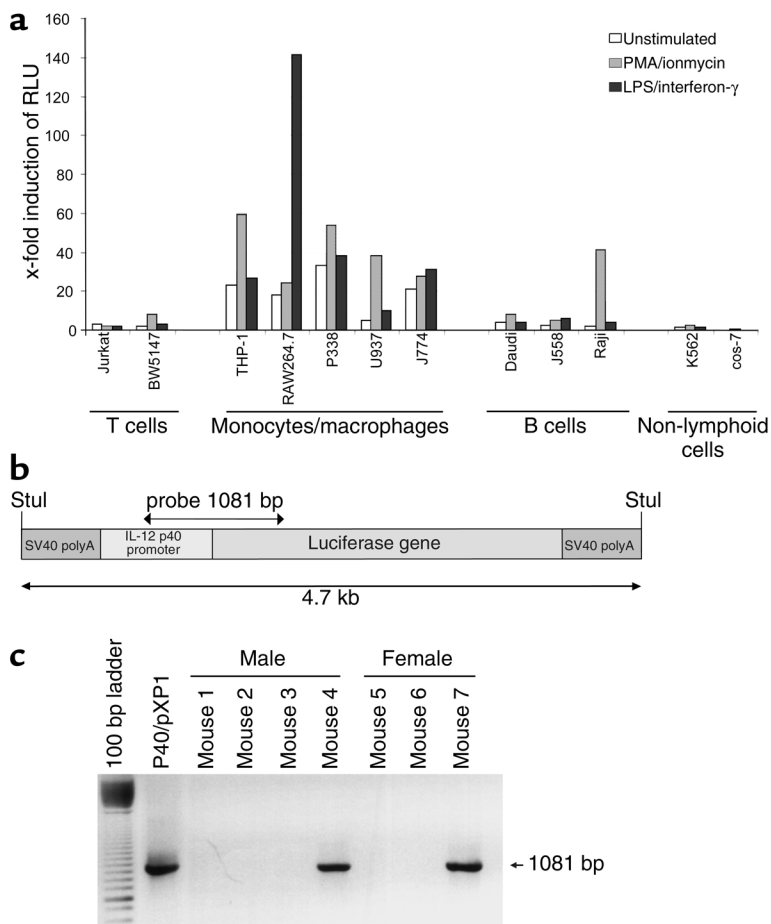 a
x-fold induction of RLU
160
140
120
100
80
60
40
20
0
Unstimulated
PMA/ionmycin
LPS/interferon-γ
Jurkat
BW5147
THP-1
RAW264.7
P338
U937
J774
Daudi
J558
Raji
K562
cos-7
T cells
Monocytes/macrophages
B cells
Non-lymphoid
cells
b
StuI
probe 1081 bp
StuI
SV40 polyA
IL-12 p40
promoter
Luciferase gene
SV40 polyA
4.7 kb
c
100 bp ladder
P40/pXP1
Male
Mouse 1
Mouse 2
Mouse 3
Mouse 4
Female
Mouse 5
Mouse 6
Mouse 7
1081 bp